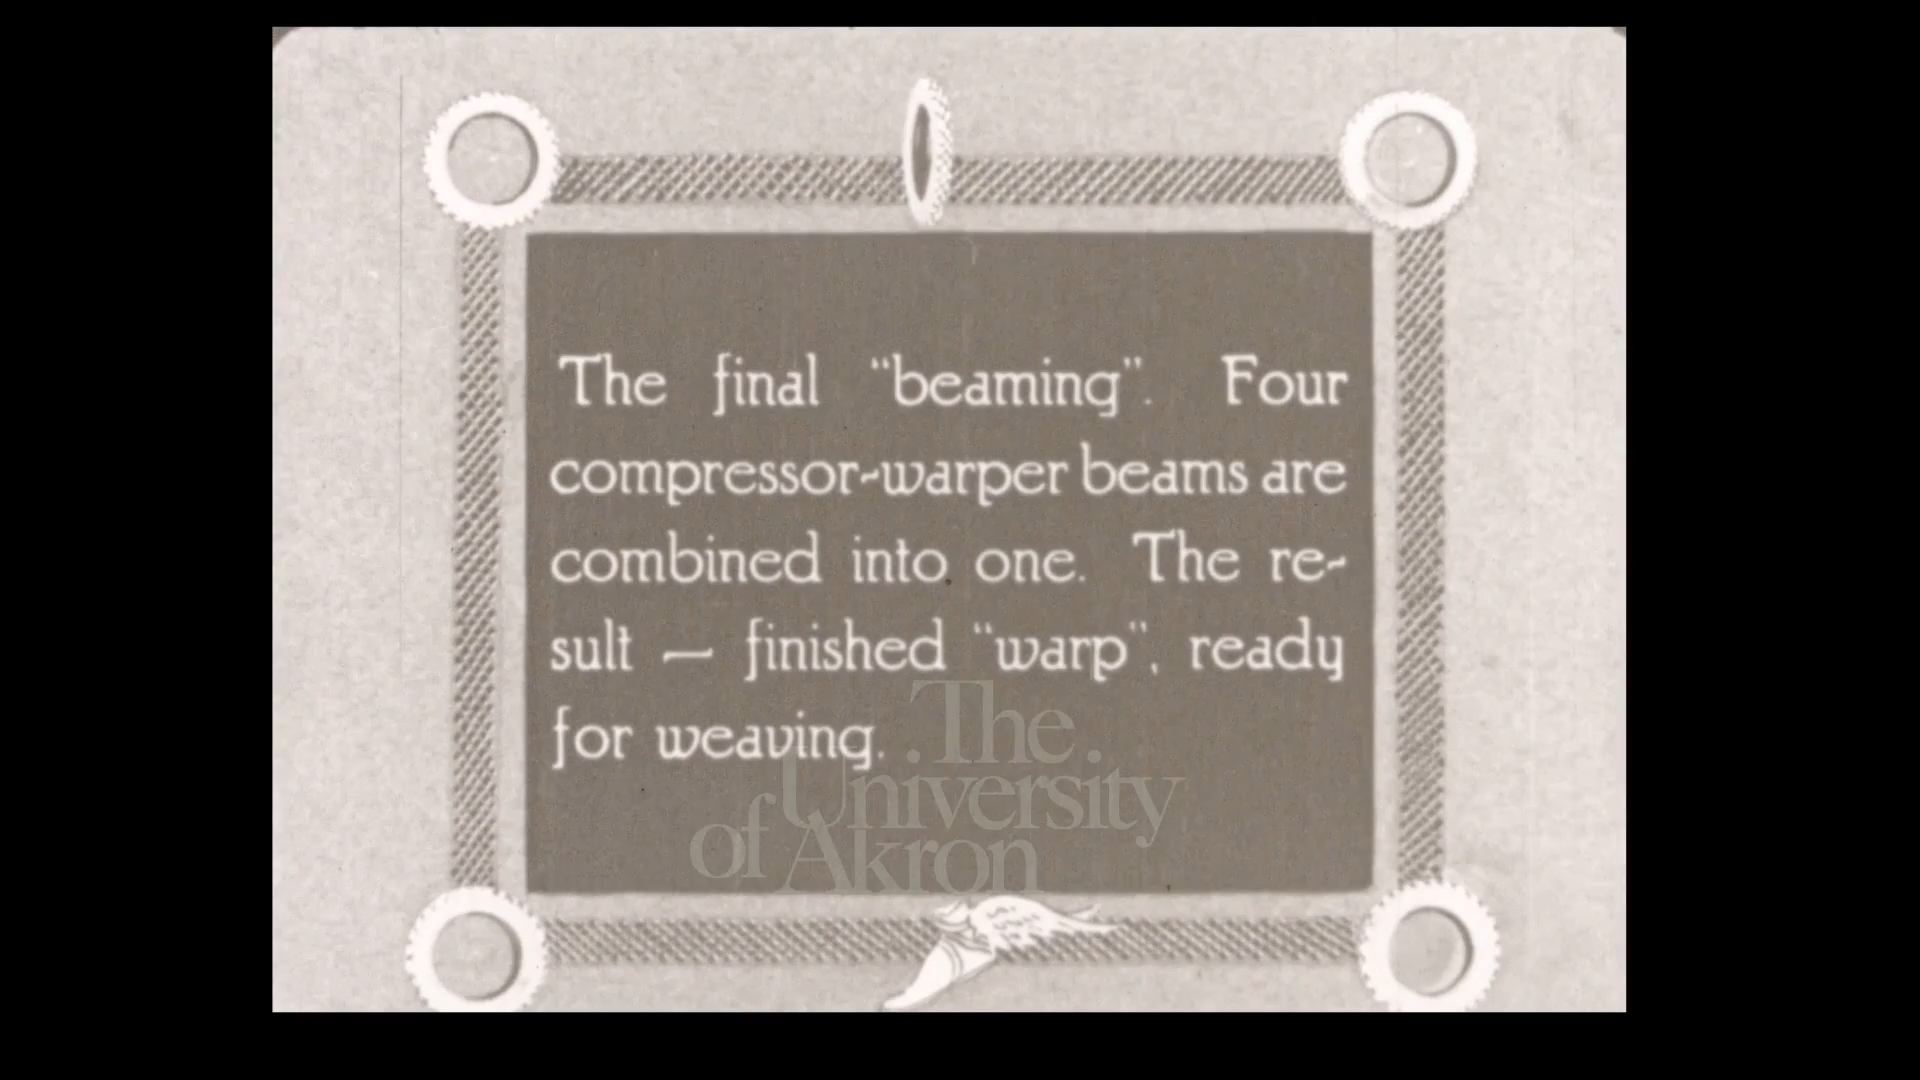 The final "beaming". Four
compressor-warper beams are
combined into one. The re-
sult — finished "warp", ready
for weaving.
The
University
of Akron